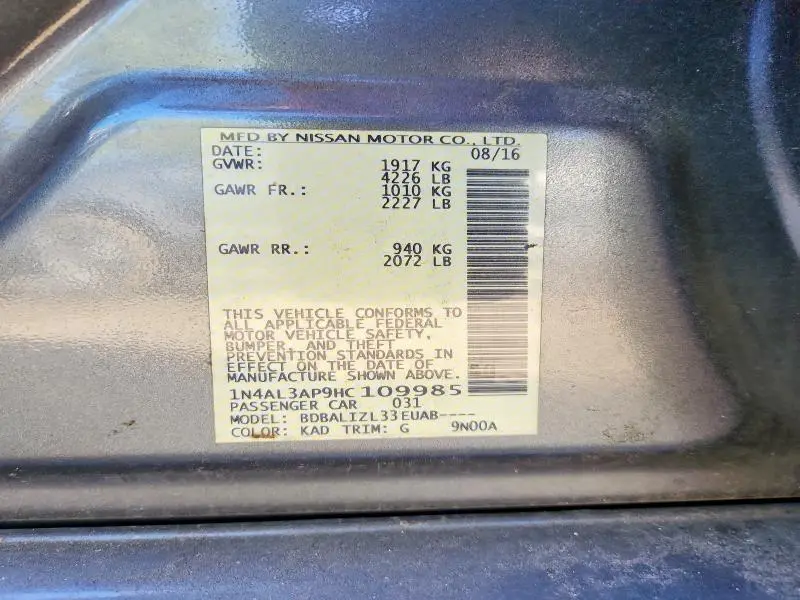 MFD BY NISSAN MOTOR CO., LTD.
DATE: 08/16
GVWR: 1917 KG
4226 LB
GAWR FR.: 1010 KG
2227 LB
GAWR RR.: 940 KG
2072 LB
THIS VEHICLE CONFORMS TO
ALL APPLICABLE FEDERAL
MOTOR VEHICLE SAFETY,
BUMPER, AND THEFT
PREVENTION STANDARDS IN
EFFECT ON THE DATE OF
MANUFACTURE SHOWN ABOVE.
1N4AL3AP9HC109985
PASSENGER CAR 031
MODEL: BDBALIZL33EUAB----
COLOR: KAD TRIM: G 9N00A